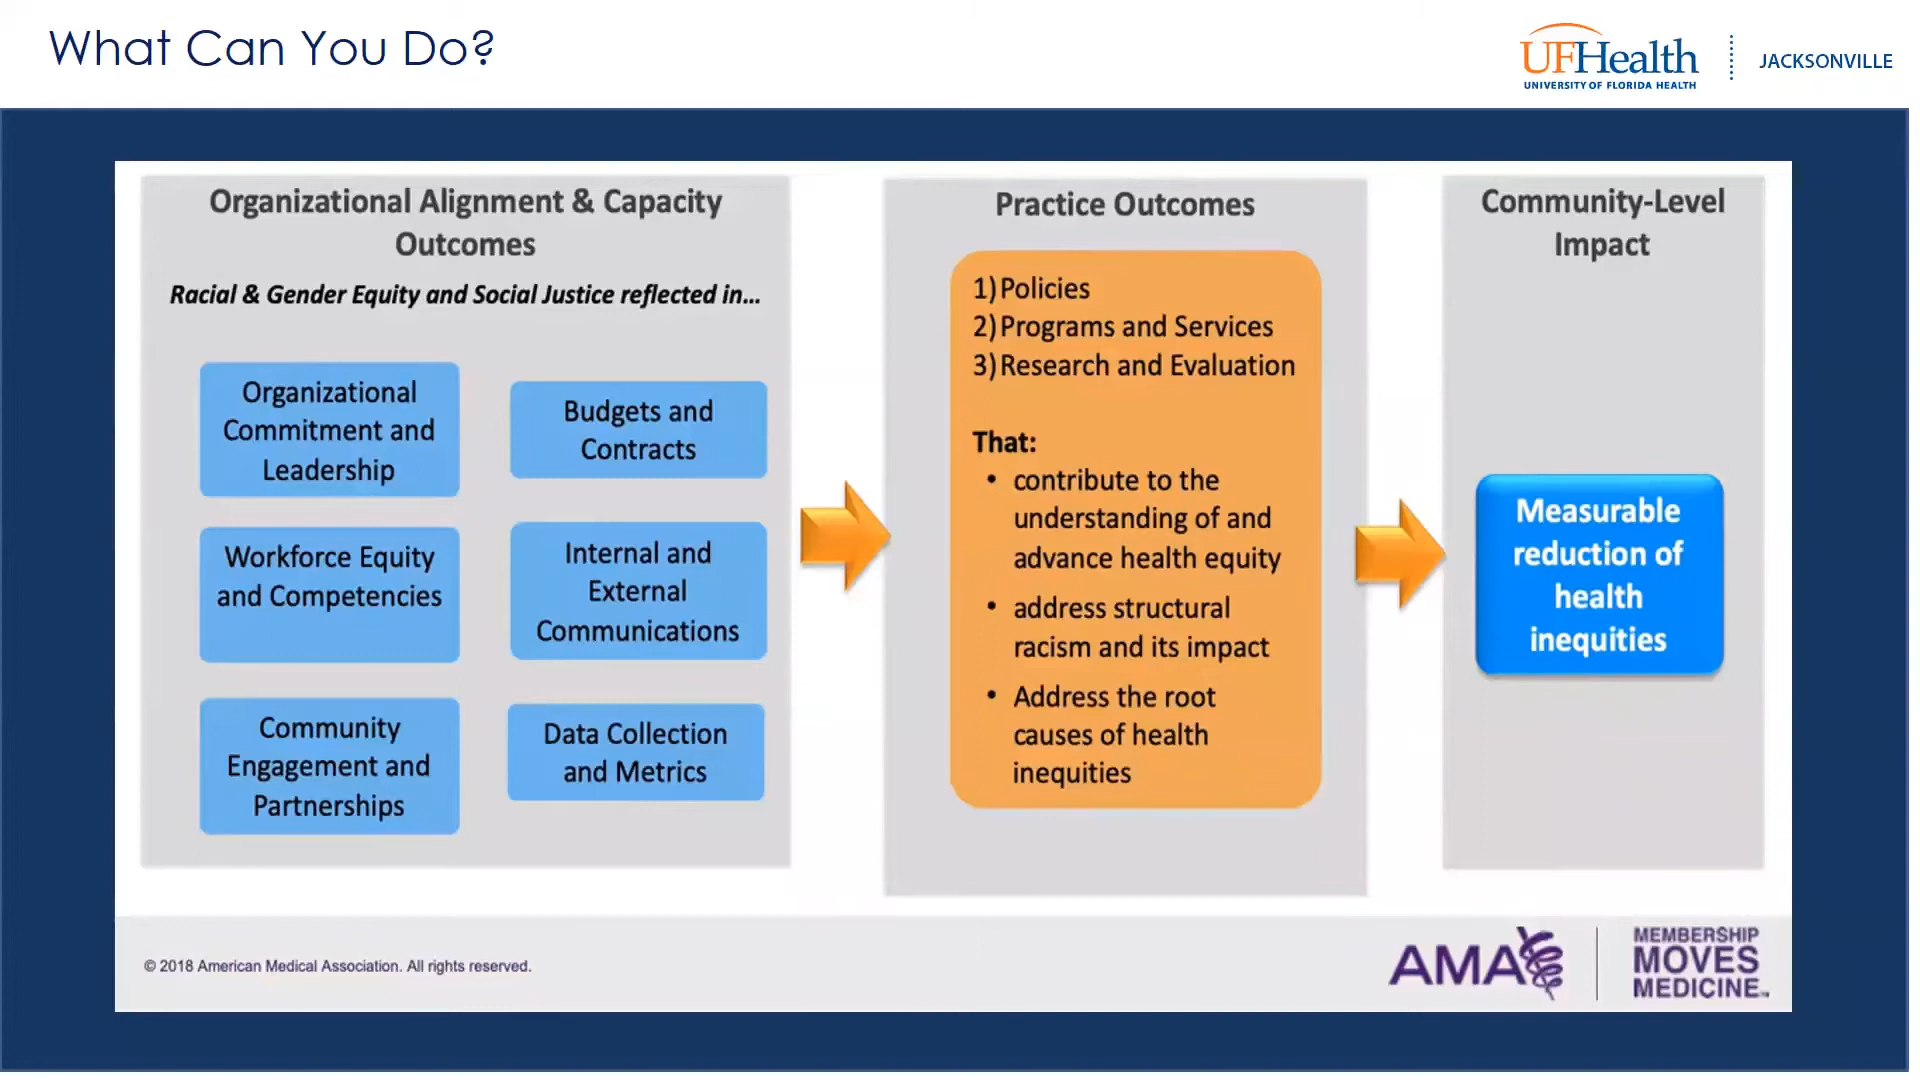 What Can You Do?
UFHealth
UNIVERSITY OF FLORIDA HEALTH
JACKSONVILLE
Organizational Alignment & Capacity
Outcomes
Racial & Gender Equity and Social Justice reflected in...
Organizational
Commitment and
Leadership
Budgets and
Contracts
Workforce Equity
and Competencies
Internal and
External
Communications
Community
Engagement and
Partnerships
Data Collection
and Metrics
Practice Outcomes
1) Policies
2) Programs and Services
3) Research and Evaluation
That:
• contribute to the
understanding of and
advance health equity
• address structural
racism and its impact
• Address the root
causes of health
inequities
Community-Level
Impact
Measurable
reduction of
health
inequities
© 2018 American Medical Association. All rights reserved.
AMA
MEMBERSHIP
MOVES
MEDICINE™